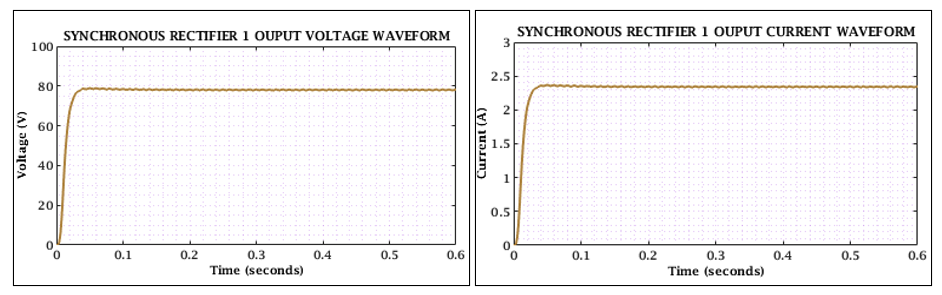 SYNCHRONOUS RECTIFIER 1 OUPUT VOLTAGE WAVEFORM
100
80
60
40
20
0
Voltage (V)
0 0.1 0.2 0.3 0.4 0.5 0.6
Time (seconds)
SYNCHRONOUS RECTIFIER 1 OUPUT CURRENT WAVEFORM
3
2.5
2
1.5
1
0.5
0
Current (A)
0 0.1 0.2 0.3 0.4 0.5 0.6
Time (seconds)